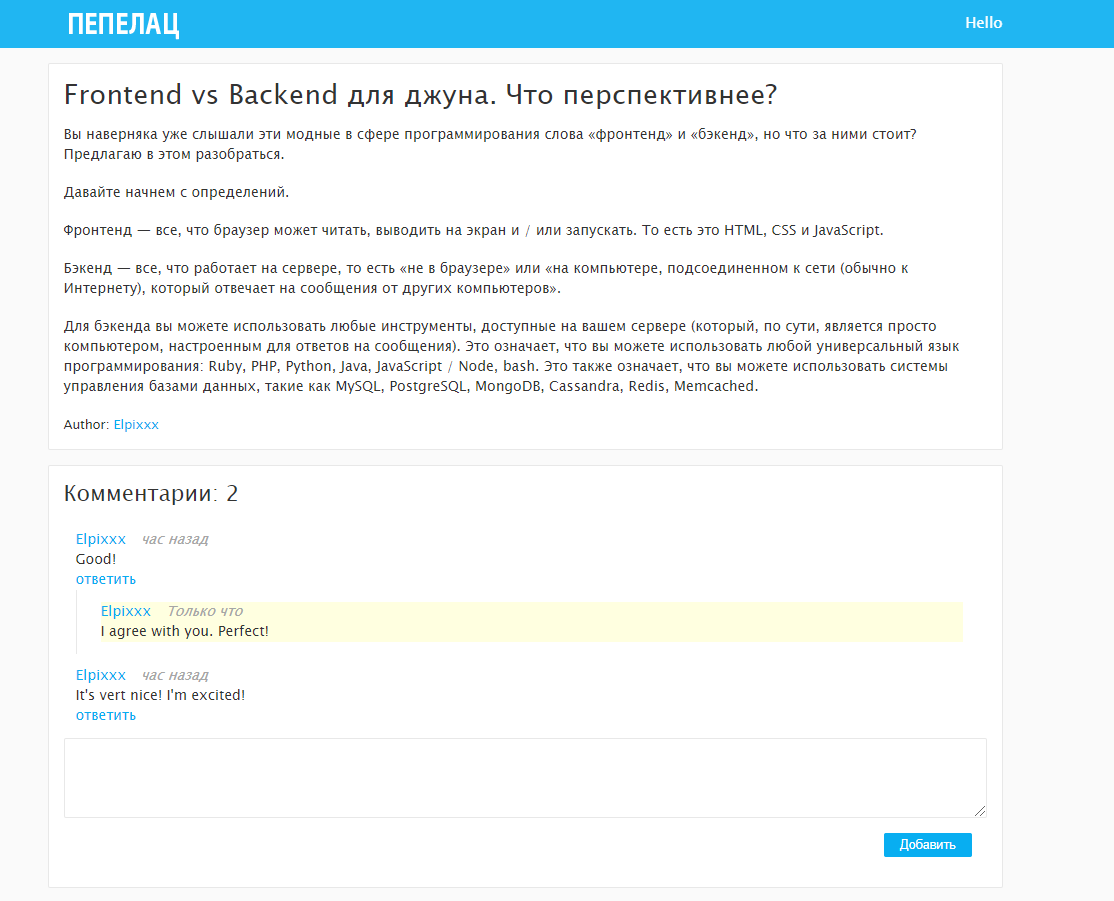 ПЕПЕЛАЦ
Hello
Frontend vs Backend для джуна. Что перспективнее?
Вы наверняка уже слышали эти модные в сфере программирования слова «фронтенд» и «бэкенд», но что за ними стоит?
Предлагаю в этом разобраться.
Давайте начнем с определений.
Фронтенд — все, что браузер может читать, выводить на экран и / или запускать. То есть это HTML, CSS и JavaScript.
Бэкенд — все, что работает на сервере, то есть «не в браузере» или «на компьютере, подсоединенном к сети (обычно к
Интернету), который отвечает на сообщения от других компьютеров».
Для бэкенда вы можете использовать любые инструменты, доступные на вашем сервере (который, по сути, является просто
компьютером, настроенным для ответов на сообщения). Это означает, что вы можете использовать любой универсальный язык
программирования: Ruby, PHP, Python, Java, JavaScript / Node, bash. Это также означает, что вы можете использовать системы
управления базами данных, такие как MySQL, PostgreSQL, MongoDB, Cassandra, Redis, Memcached.
Author: Elpixxx
Комментарии: 2
Elpixxx час назад
Good!
ответить
Elpixxx Только что
I agree with you. Perfect!
Elpixxx час назад
It's vert nice! I'm excited!
ответить
Добавить